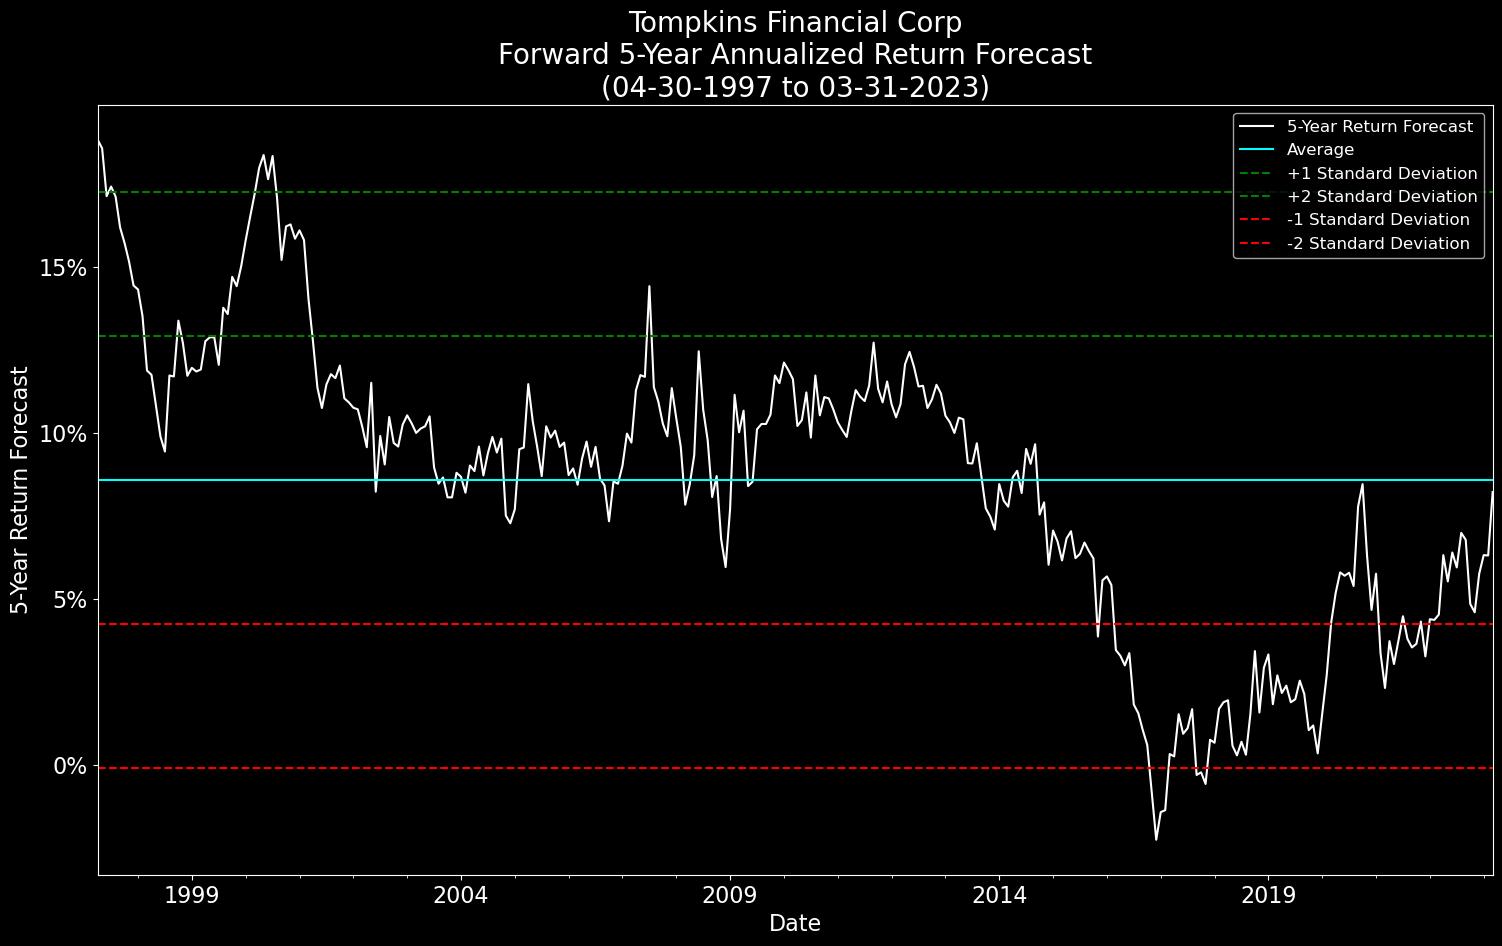 Tompkins Financial Corp
Forward 5-Year Annualized Return Forecast
(04-30-1997 to 03-31-2023)
5-Year Return Forecast
Average
+1 Standard Deviation
+2 Standard Deviation
-1 Standard Deviation
-2 Standard Deviation
5-Year Return Forecast
15%
10%
5%
0%
1999 2004 2009 2014 2019
Date